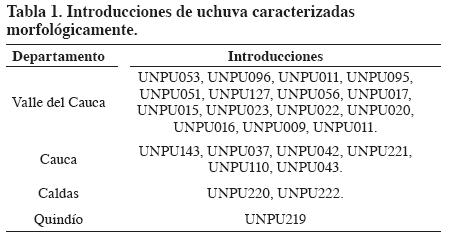 Tabla 1. Introducciones de uchuva caracterizadas
morfológicamente.
Departamento Introducciones
UNPU053, UNPU096, UNPU011, UNPU095,
UNPU051, UNPU127, UNPU056, UNPU017,
Valle del Cauca
UNPU015, UNPU023, UNPU022, UNPU020,
UNPU016, UNPU009, UNPU011.
UNPU143, UNPU037, UNPU042, UNPU221,
Cauca
UNPU110, UNPU043.
Caldas UNPU220, UNPU222.
Quindío UNPU219